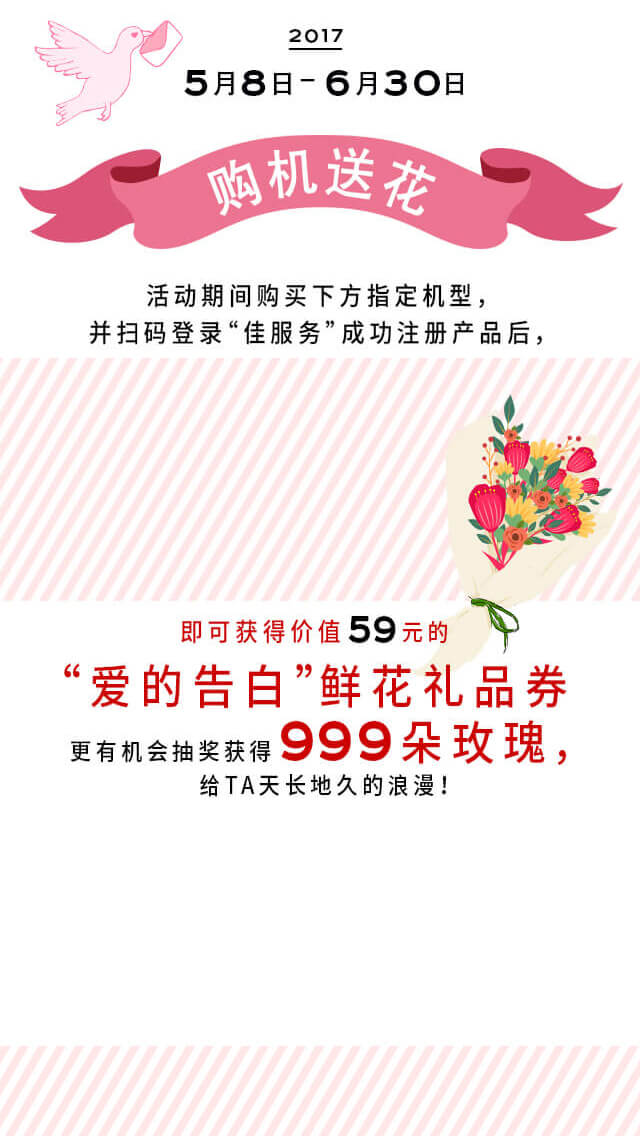 2017
5月8日-6月30日
购机送花
活动期间购买下方指定机型，
并扫码登录“佳服务”成功注册产品后，
即可获得价值59元的
“爱的告白”鲜花礼品券
更有机会抽奖获得999朵玫瑰，
给TA天长地久的浪漫！